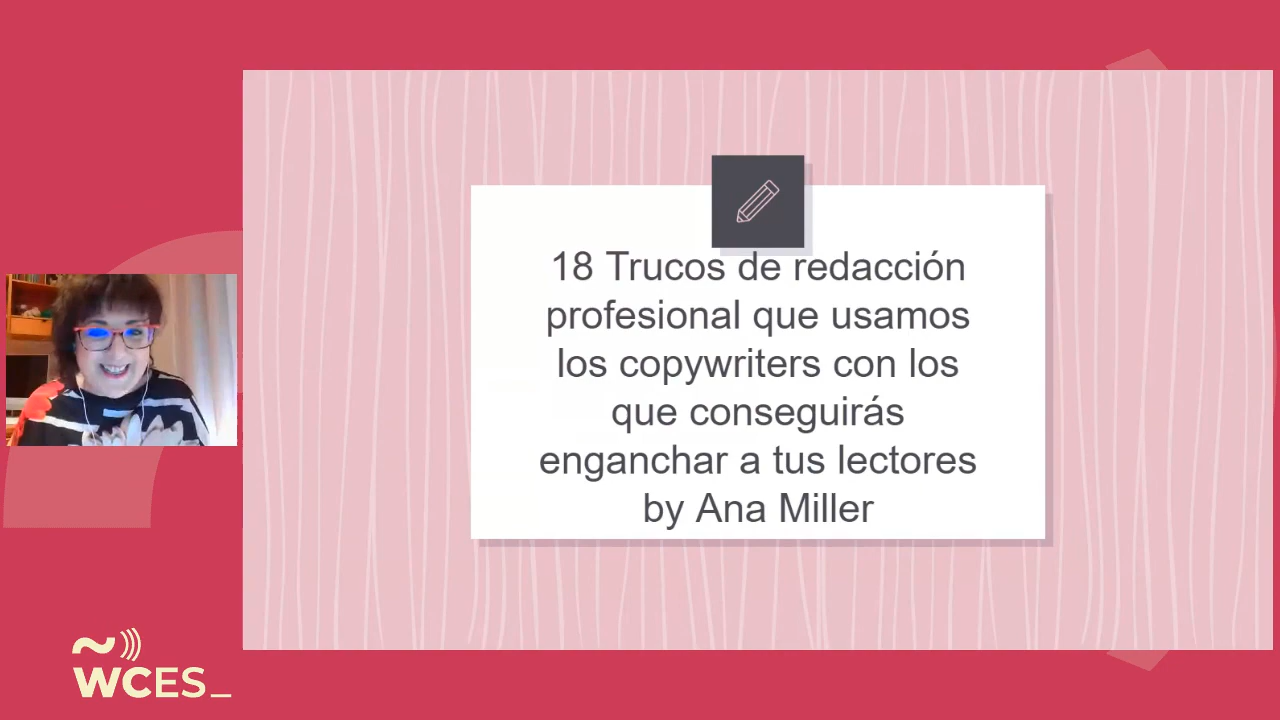 18 Trucos de redacción
profesional que usamos
los copywriters con los
que conseguirás
enganchar a tus lectores
by Ana Miller
WCES_